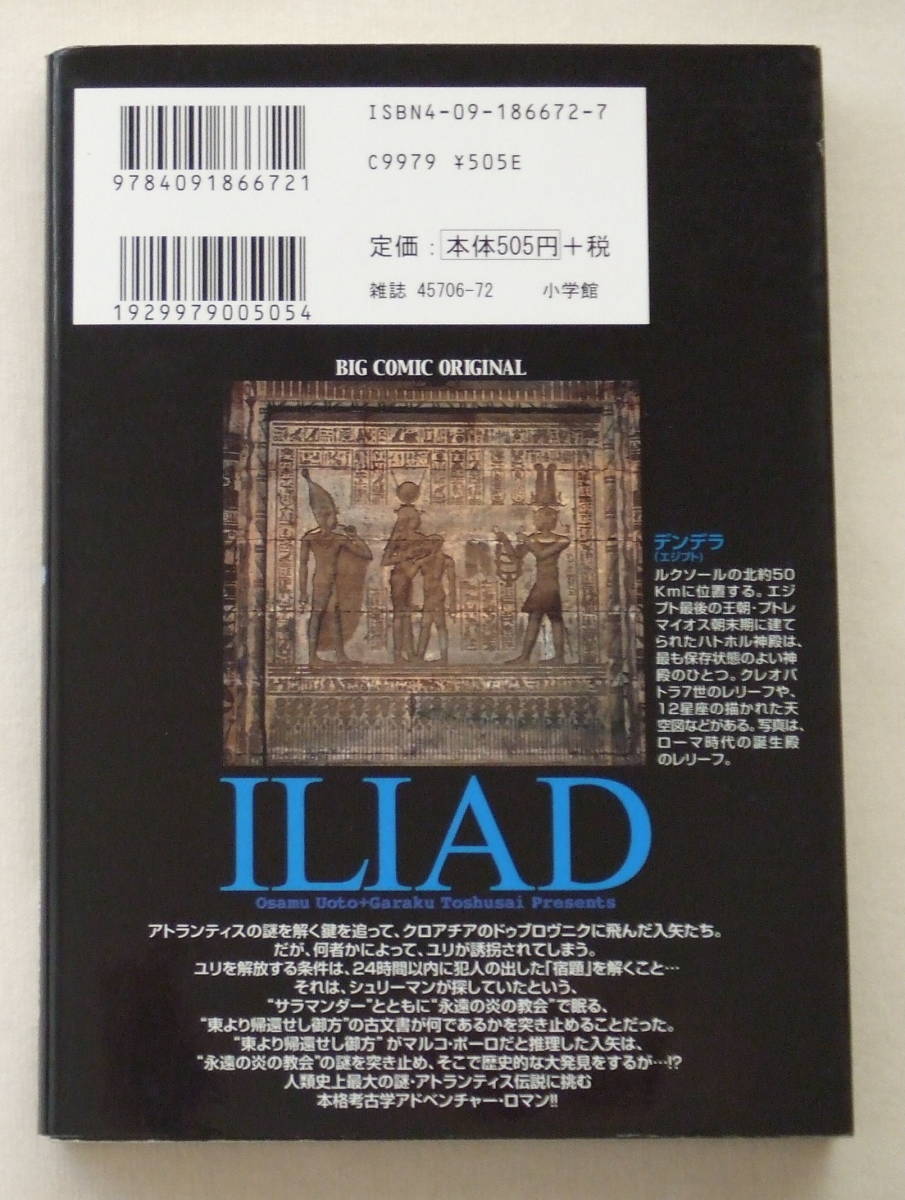 ISBN4-09-186672-7
9784091866721
C9979 ¥505E
定価：本体505円＋税
雑誌 45706-72 小学館
1929979005054
BIG COMIC ORIGINAL
デンデラ
(エジプト)
ルクソールの北約50
Kmに位置する。エジ
プト最後の王朝・プトレ
マイオス朝末期に建て
られたハトホル神殿は、
最も保存状態のよい神
殿のひとつ。クレオパ
トラ7世のレリーフや、
12星座の描かれた天
空図などがある。写真は、
ローマ時代の誕生殿
のレリーフ。
ILIAD
Osamu Uoto+Garaku Toshusai Presents
アトランティスの謎を解く鍵を追って、クロアチアのドゥブロヴニクに飛んだ入矢たち。
だが、何者かによって、ユリが誘拐されてしまう。
ユリを解放する条件は、24時間以内に犯人の出した「宿題」を解くこと…
それは、シュリーマンが探していたという、
“サラマンダー”とともに“永遠の炎の教会”で眠る、
“東より帰還せし御方”の古文書が何であるかを突き止めることだった。
“東より帰還せし御方”がマルコ・ポーロだと推理した入矢は、
“永遠の炎の教会”の謎を突き止め、そこで歴史的な大発見をするが…!?
人類史上最大の謎・アトランティス伝説に挑む
本格考古学アドベンチャー・ロマン!!